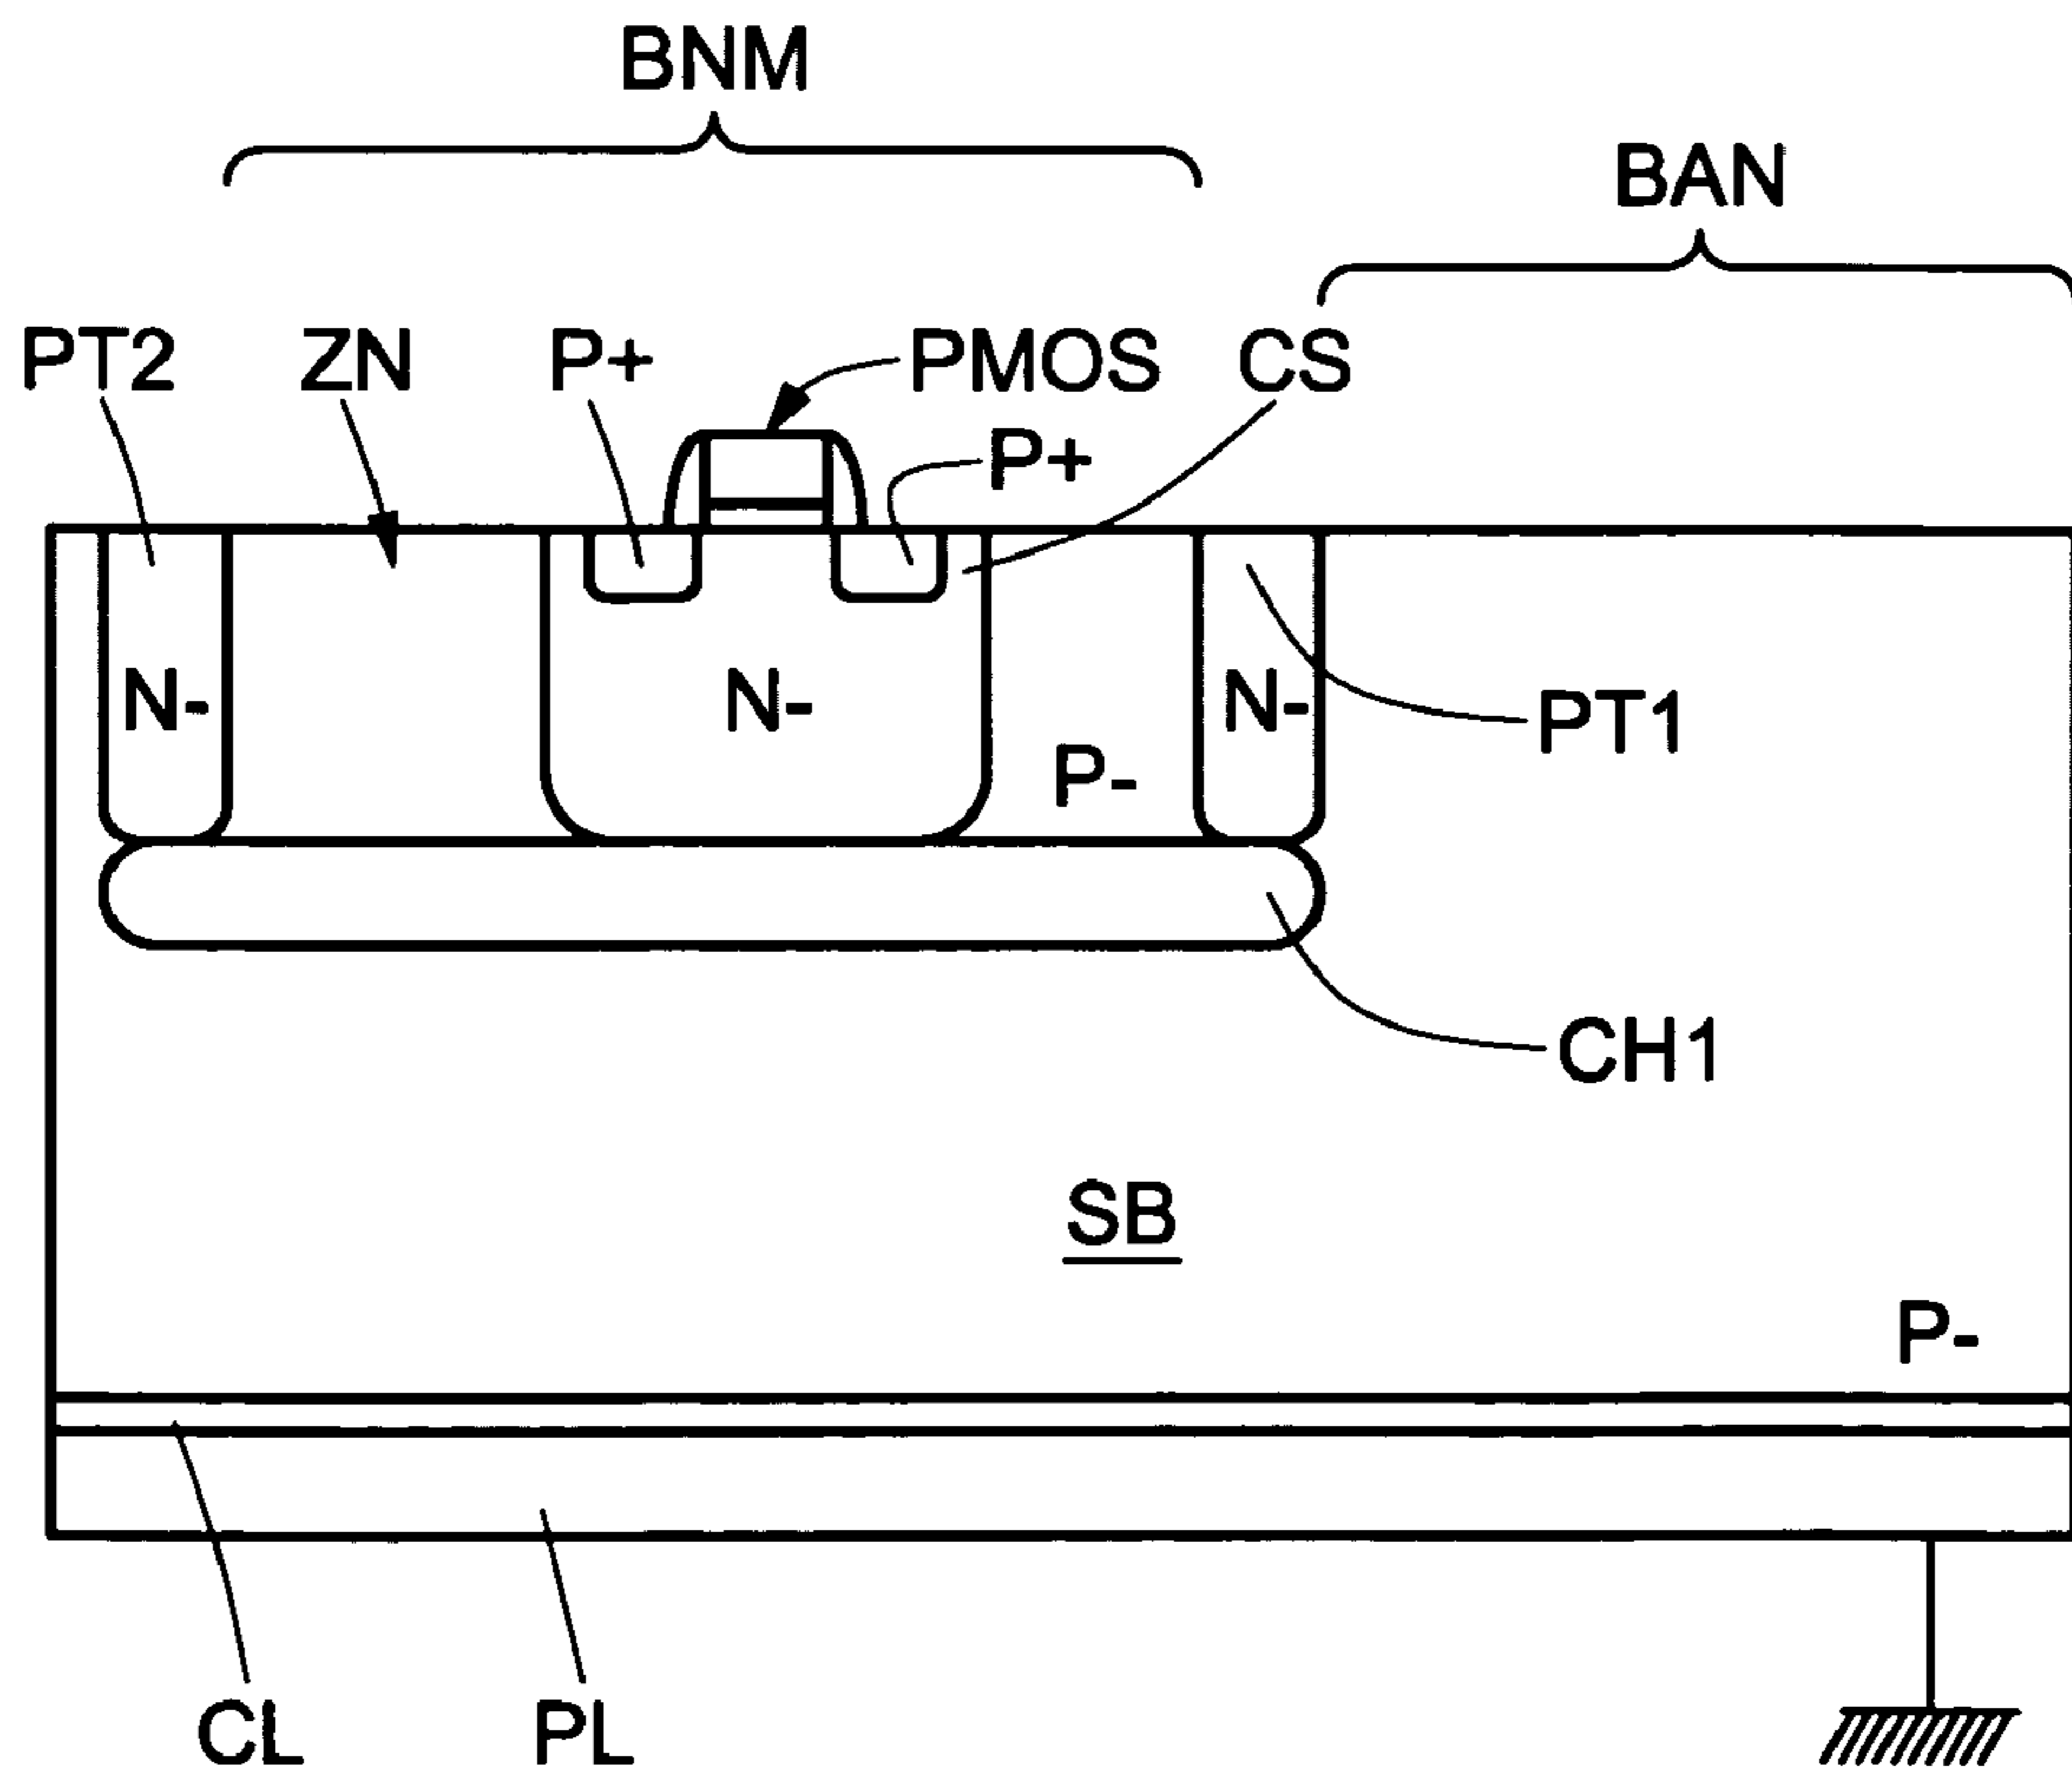 BNM
BAN
PT2 ZN P+ PMOS CS
P+
N- N- N-
PT1
P-
CH1
SB
P-
CL PL